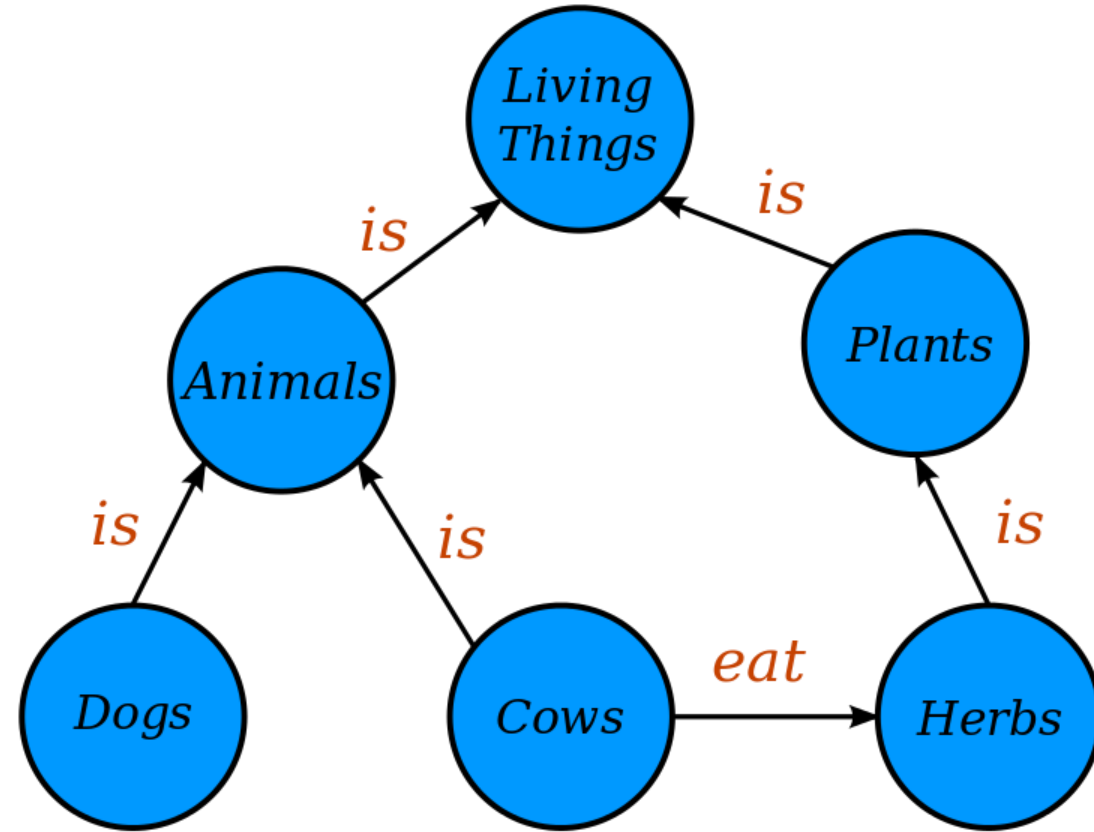 Living
Things
is
is
Animals
Plants
is
is
is
eat
Dogs
Cows
Herbs